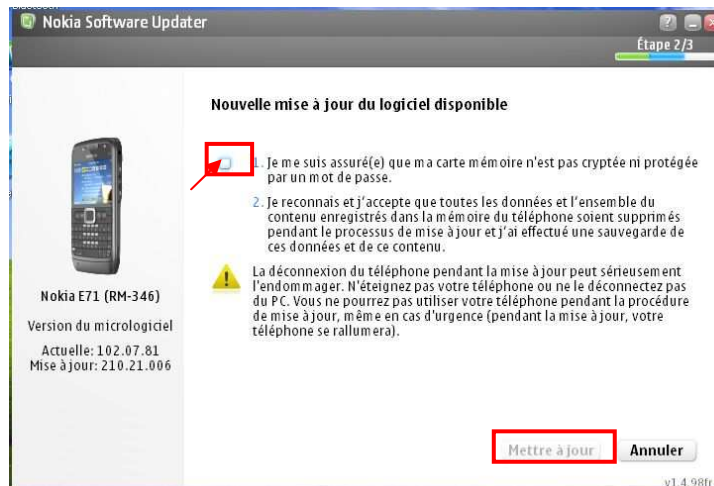 Nokia Software Updater
Étape 2/3
Nouvelle mise à jour du logiciel disponible
1. Je me suis assuré(e) que ma carte mémoire n'est pas cryptée ni protégée
par un mot de passe.
2. Je reconnais et j'accepte que toutes les données et l'ensemble du
contenu enregistrés dans la mémoire du téléphone soient supprimés
pendant le processus de mise à jour et j'ai effectué une sauvegarde de
ces données et de ce contenu.
La déconnexion du téléphone pendant la mise à jour peut sérieusement
l'endommager. N'éteignez pas votre téléphone ou ne le déconnectez pas
du PC. Vous ne pourrez pas utiliser votre téléphone pendant la procédure
de mise à jour, même en cas d'urgence (pendant la mise à jour, votre
téléphone se rallumera).
Nokia E71 (RM-346)
Version du micrologiciel
Actuelle: 102.07.81
Mise à jour: 210.21.006
Mettre à jour
Annuler
v1.4.98fr